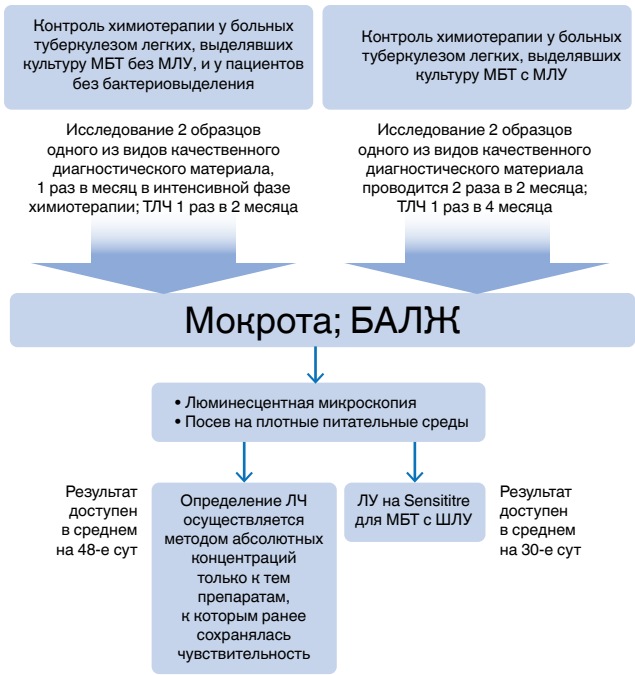 Контроль химиотерапии у больных
туберкулезом легких, выделявших
культуру МБТ без МЛУ, и у пациентов
без бактериовыделения
Контроль химиотерапии у больных
туберкулезом легких, выделявших
культуру МБТ с МЛУ
Исследование 2 образцов
одного из видов качественного
диагностического материала,
1 раз в месяц в интенсивной фазе
химиотерапии; ТЛЧ 1 раз в 2 месяца
Исследование 2 образцов
одного из видов качественного
диагностического материала
проводится 2 раза в 2 месяца;
ТЛЧ 1 раз в 4 месяца
Мокрота; БАЛЖ
• Люминесцентная микроскопия
• Посев на плотные питательные среды
Результат
доступен
в среднем
на 48-е сут
Определение ЛЧ
осуществляется
методом абсолютных
концентраций
только к тем
препаратам,
к которым ранее
сохранялась
чувствительность
ЛУ на Sensititre
для МБТ с ШЛУ
Результат
доступен
в среднем
на 30-е сут